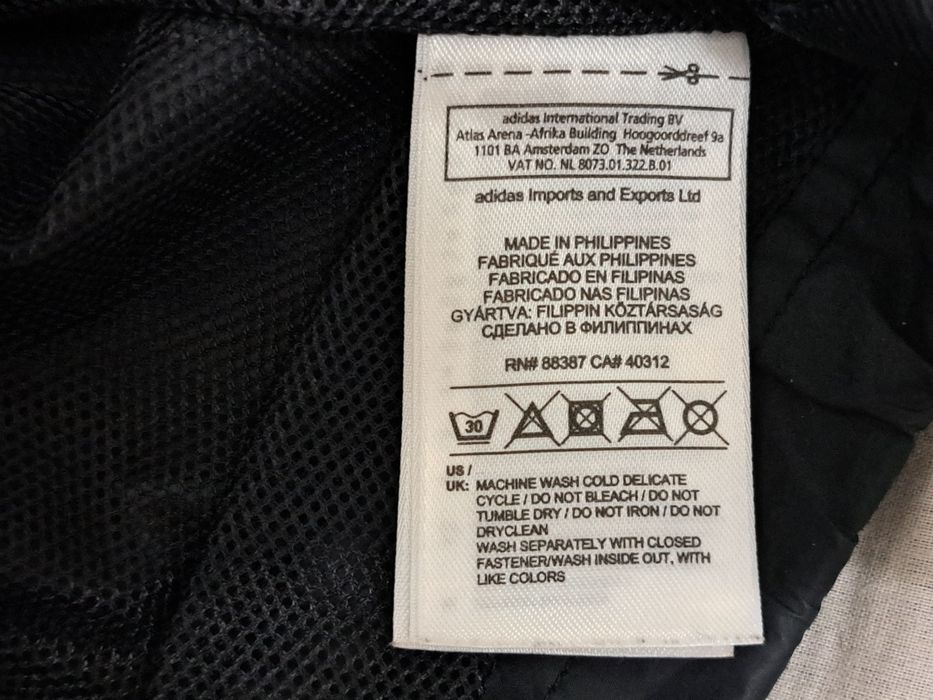 adidas International Trading BV
Atlas Arena -Afrika Building Hoogoorddreef 9a
1101 BA Amsterdam ZO The Netherlands
VAT NO. NL 8073.01.322.B.01
adidas Imports and Exports Ltd
MADE IN PHILIPPINES
FABRIQUÉ AUX PHILIPPINES
FABRICADO EN FILIPINAS
FABRICADO NAS FILIPINAS
GYÁRTVA: FILIPPIN KÖZTÁRSASÁG
СДЕЛАНО В ФИЛИППИНАХ
RN# 88387 CA# 40312
30
US /
UK: MACHINE WASH COLD DELICATE
CYCLE / DO NOT BLEACH / DO NOT
TUMBLE DRY / DO NOT IRON / DO NOT
DRYCLEAN
WASH SEPARATELY WITH CLOSED
FASTENER/WASH INSIDE OUT, WITH
LIKE COLORS